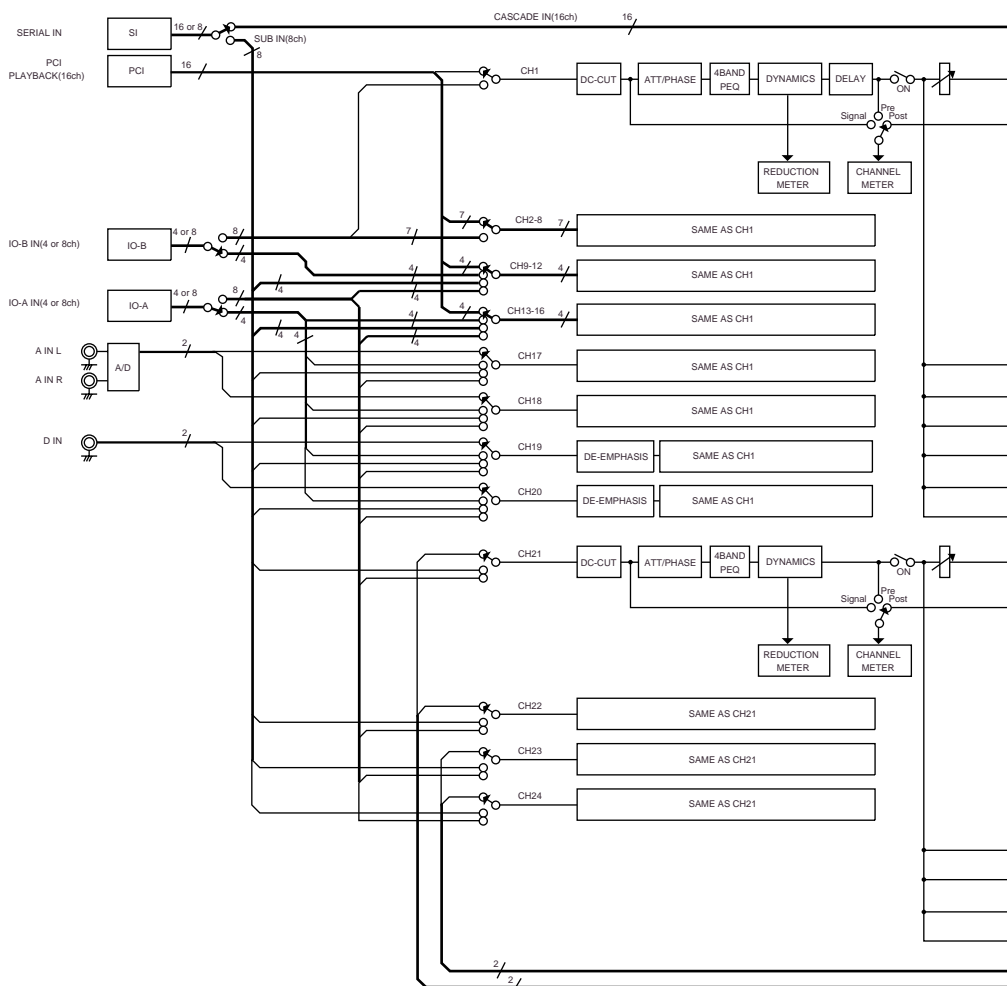 CASCADE IN(16ch)
16
SERIAL IN
SI
16 or 8
SUB IN(8ch)
8
PCI
PLAYBACK(16ch)
PCI
16
CH1
DC-CUT
ATT/PHASE
4BAND
PEQ
DYNAMICS
DELAY
ON
Pre
Signal
Post
REDUCTION
METER
CHANNEL
METER
IO-B IN(4 or 8ch)
IO-B
4 or 8
8
4
7
7
CH2-8
7
SAME AS CH1
4
4
CH9-12
4
SAME AS CH1
IO-A IN(4 or 8ch)
IO-A
4 or 8
8
4
4
4
4
4
CH13-16
4
SAME AS CH1
4
4
4
A IN L
A IN R
A/D
2
CH17
SAME AS CH1
CH18
SAME AS CH1
D IN
2
CH19
DE-EMPHASIS
SAME AS CH1
CH20
DE-EMPHASIS
SAME AS CH1
CH21
DC-CUT
ATT/PHASE
4BAND
PEQ
DYNAMICS
ON
Pre
Signal
Post
REDUCTION
METER
CHANNEL
METER
CH22
SAME AS CH21
CH23
SAME AS CH21
CH24
SAME AS CH21
2
2